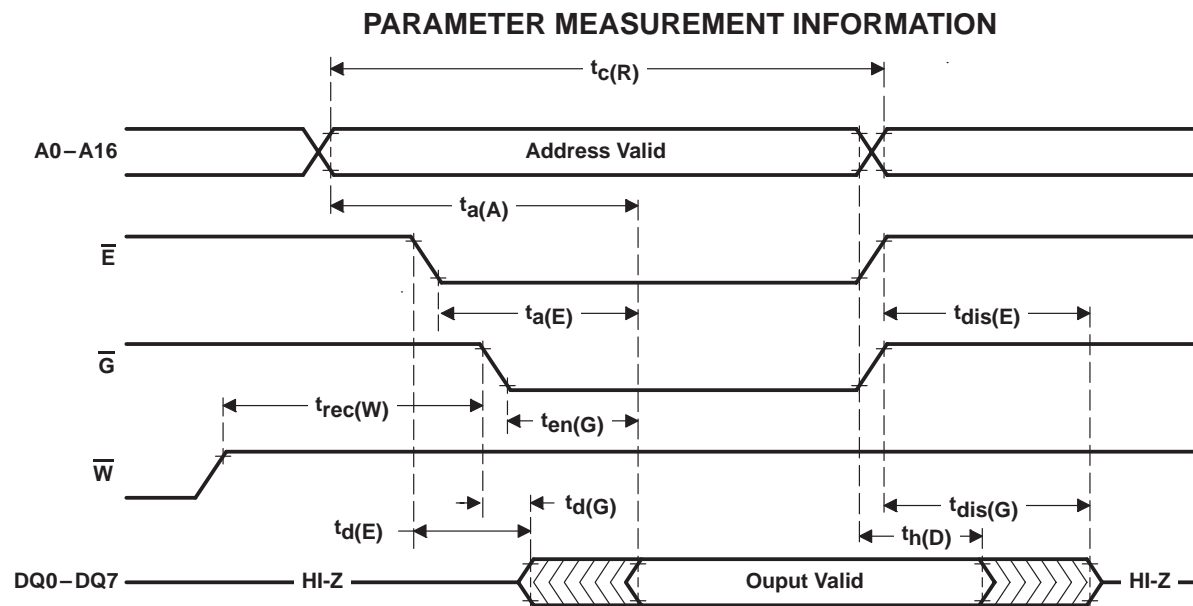 PARAMETER MEASUREMENT INFORMATION
tc(R)
A0–A16
Address Valid
ta(A)
E
ta(E)
tdis(E)
G
trec(W)
ten(G)
W
td(G)
tdis(G)
td(E)
th(D)
DQ0–DQ7
HI-Z
Ouput Valid
HI-Z